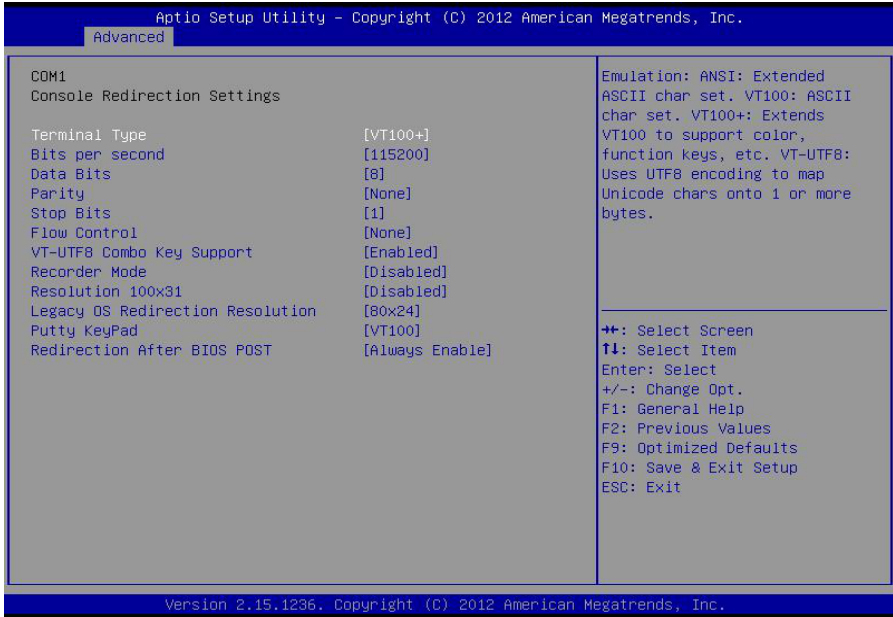 Aptio Setup Utility – Copyright (C) 2012 American Megatrends, Inc.
Advanced
COM1
Console Redirection Settings
Terminal Type [VT100+]
Bits per second [115200]
Data Bits [8]
Parity [None]
Stop Bits [1]
Flow Control [None]
VT-UTF8 Combo Key Support [Enabled]
Recorder Mode [Disabled]
Resolution 100x31 [Disabled]
Legacy OS Redirection Resolution [80x24]
Putty KeyPad [VT100]
Redirection After BIOS POST [Always Enable]
Emulation: ANSI: Extended
ASCII char set. VT100: ASCII
char set. VT100+: Extends
VT100 to support color,
function keys, etc. VT-UTF8:
Uses UTF8 encoding to map
Unicode chars onto 1 or more
bytes.
→←: Select Screen
↑↓: Select Item
Enter: Select
+/-: Change Opt.
F1: General Help
F2: Previous Values
F9: Optimized Defaults
F10: Save & Exit Setup
ESC: Exit
Version 2.15.1236. Copyright (C) 2012 American Megatrends, Inc.